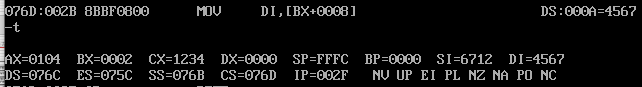 076D:002B 8BBF0800 MOV DI,[BX+0008] DS:000A=4567
-t
AX=0104 BX=0002 CX=1234 DX=0000 SP=FFFC BP=0000 SI=6712 DI=4567
DS=076C ES=075C SS=076B CS=076D IP=002F NV UP EI PL NZ NA PO NC